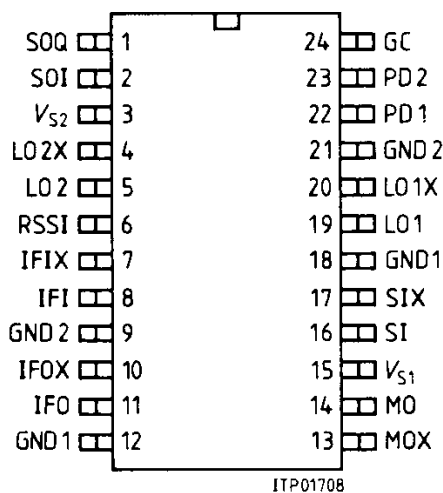 SOQ 1 24 GC
SOI 2 23 PD2
VS2 3 22 PD1
LO2X 4 21 GND2
LO2 5 20 LO1X
RSSI 6 19 LO1
IFIX 7 18 GND1
IFI 8 17 SIX
GND2 9 16 SI
IFOX 10 15 VS1
IFO 11 14 MO
GND1 12 13 MOX
ITP01708